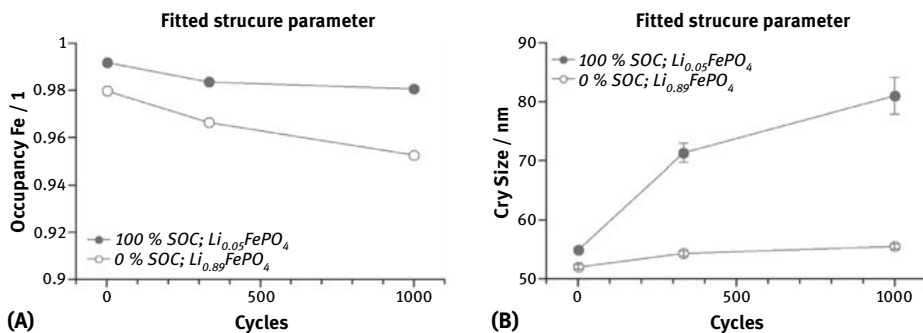 Fitted strucure parameter
1
0.98
0.96
0.94
0.92
0.9
Occupancy Fe / 1
100 % SOC; Li0.05FePO4
0 % SOC; Li0.89FePO4
0
500
1000
Cycles
(A)
Fitted structure parameter
90
80
70
60
50
Cry Size / nm
100 % SOC; Li0.05FePO4
0 % SOC; Li0.89FePO4
0
500
1000
Cycles
(B)